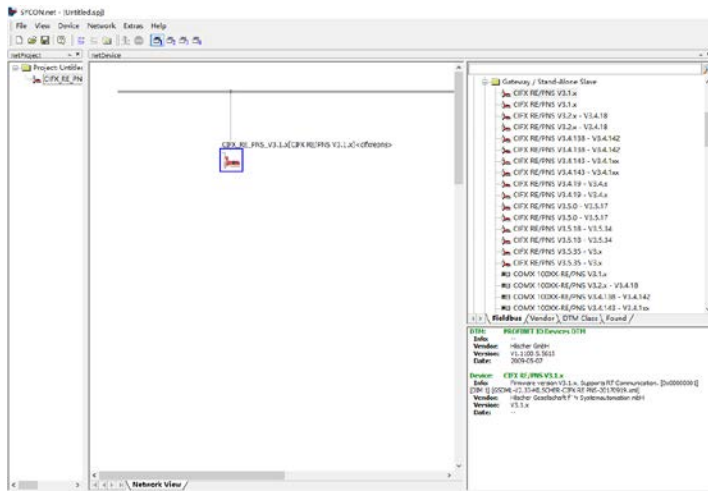 SYCON.net - [Untitled.spj]
File View Device Network Extras Help
netProject
netDevice
Project: Untitled
CIFX_RE_PN
CIFX_RE_PNS_V3.1.x[CIFX RE/PNS V3.1.x]<cifxrepns>
Gateway / Stand-Alone Slave
CIFX RE/PNS V3.1.x
CIFX RE/PNS V3.1.x
CIFX RE/PNS V3.2.x - V3.4.18
CIFX RE/PNS V3.2.x - V3.4.18
CIFX RE/PNS V3.4.138 - V3.4.142
CIFX RE/PNS V3.4.138 - V3.4.142
CIFX RE/PNS V3.4.143 - V3.4.1xx
CIFX RE/PNS V3.4.143 - V3.4.1xx
CIFX RE/PNS V3.4.19 - V3.4.x
CIFX RE/PNS V3.4.19 - V3.4.x
CIFX RE/PNS V3.5.0 - V3.5.17
CIFX RE/PNS V3.5.0 - V3.5.17
CIFX RE/PNS V3.5.18 - V3.5.34
CIFX RE/PNS V3.5.18 - V3.5.34
CIFX RE/PNS V3.5.35 - V3.x
CIFX RE/PNS V3.5.35 - V3.x
COMX 100XX-RE/PNS V3.1.x
COMX 100XX-RE/PNS V3.2.x - V3.4.18
COMX 100XX-RE/PNS V3.4.138 - V3.4.142
COMX 100XX-RE/PNS V3.4.143 - V3.4.1xx
Fieldbus Vendor DTM Class Found
DTM: PROFINET IO Devices DTM
Info: --
Vendor: Hilscher GmbH
Version:
Date: 2009-05-07
Device: CIFX RE/PNS V3.1.x
Info: Firmware version V3.1.x. Supports RT Communication. [0x00000001]
Vendor: Hilscher Gesellschaft f Systemautomation mbH
Version: V3.1.x
Date: --
Network View